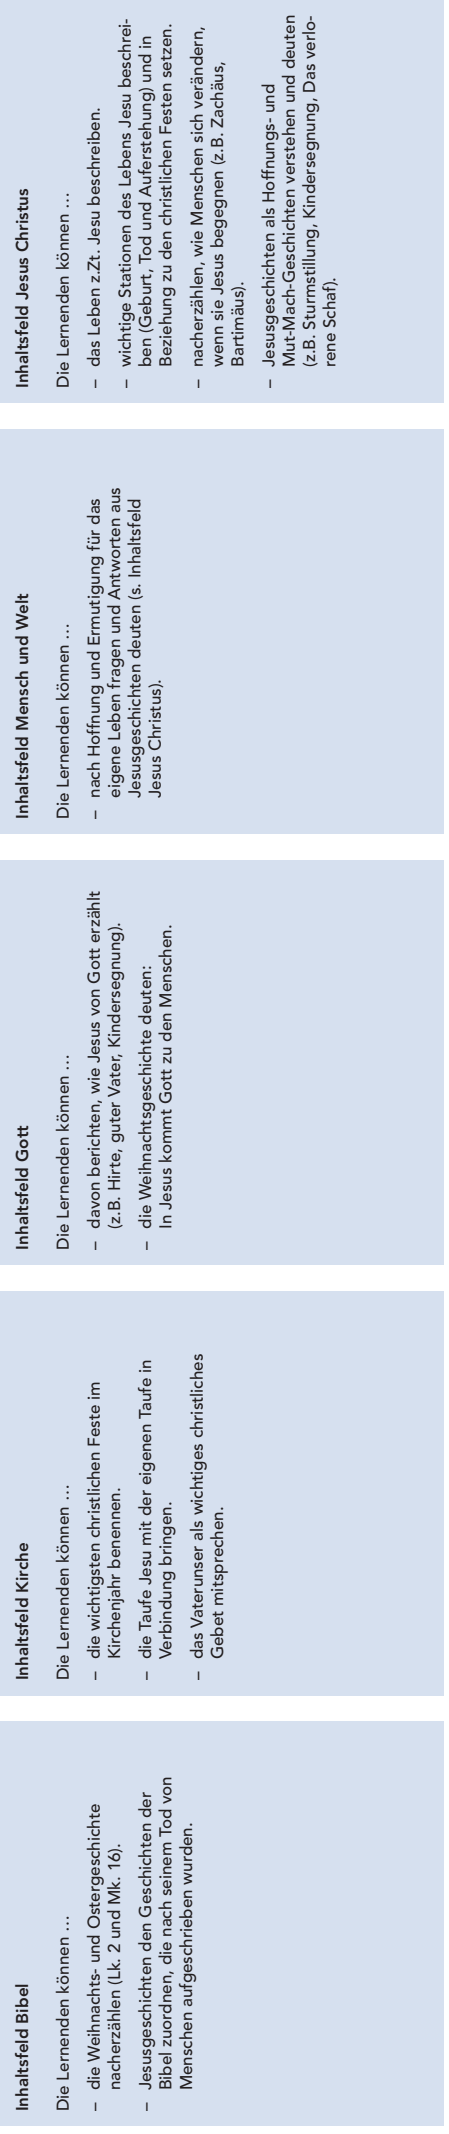 Inhaltsfeld Bibel
Die Lernenden können …
– die Weihnachts- und Ostergeschichte
nacherzählen (Lk. 2 und Mk. 16).
– Jesusgeschichten den Geschichten der
Bibel zuordnen, die nach seinem Tod von
Menschen aufgeschrieben wurden.
Inhaltsfeld Kirche
Die Lernenden können …
– die wichtigsten christlichen Feste im
Kirchenjahr benennen.
– die Taufe Jesu mit der eigenen Taufe in
Verbindung bringen.
– das Vaterunser als wichtiges christliches
Gebet mitsprechen.
Inhaltsfeld Gott
Die Lernenden können …
– davon berichten, wie Jesus von Gott erzählt
(z.B. Hirte, guter Vater, Kindersegnung).
– die Weihnachtsgeschichte deuten:
In Jesus kommt Gott zu den Menschen.
Inhaltsfeld Mensch und Welt
Die Lernenden können …
– nach Hoffnung und Ermutigung für das
eigene Leben fragen und Antworten aus
Jesusgeschichten deuten (s. Inhaltsfeld
Jesus Christus).
Inhaltsfeld Jesus Christus
Die Lernenden können …
– das Leben z.Zt. Jesu beschreiben.
– wichtige Stationen des Lebens Jesu beschrei-
ben (Geburt, Tod und Auferstehung) und in
Beziehung zu den christlichen Festen setzen.
– nacherzählen, wie Menschen sich verändern,
wenn sie Jesus begegnen (z.B. Zachäus,
Bartimäus).
– Jesusgeschichten als Hoffnungs- und
Mut-Mach-Geschichten verstehen und deuten
(z.B. Sturmstillung, Kindersegnung, Das verlo-
rene Schaf).